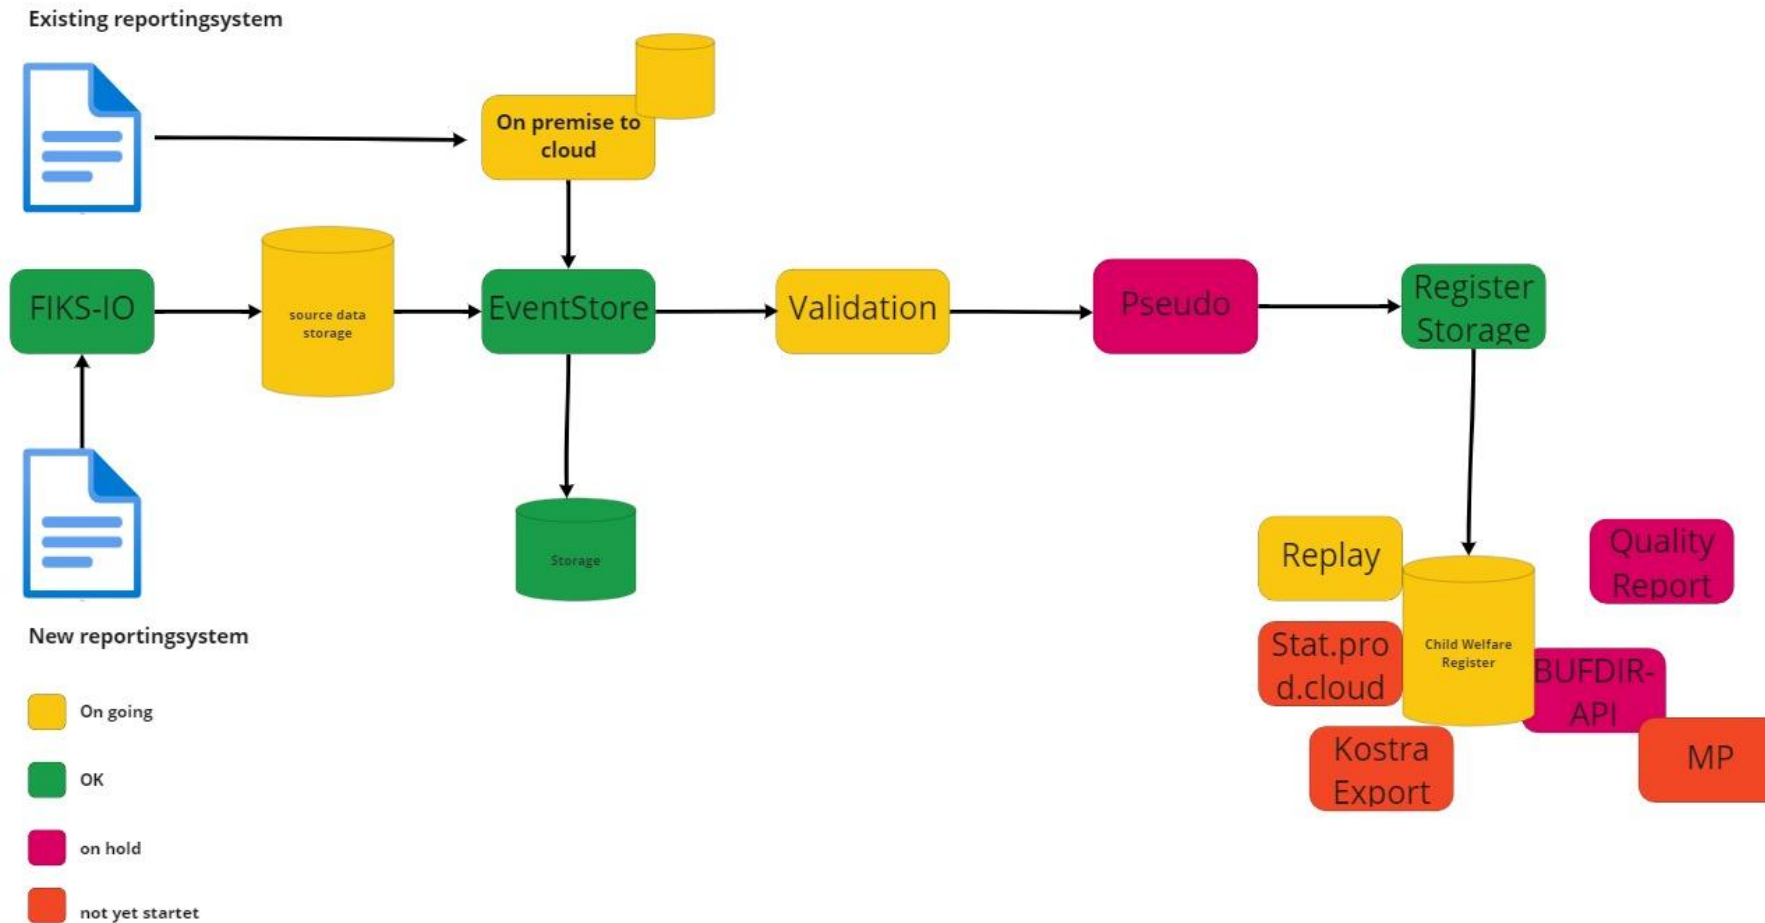 Existing reportingsystem
On premise to
cloud
FIKS-IO
source data
storage
EventStore
Validation
Pseudo
Register
Storage
Storage
Replay
Quality
Report
Stat.pro
d.cloud
Child Welfare
Register
BUFDIR-
API
Kostra
Export
MP
New reportingsystem
On going
OK
on hold
not yet startet